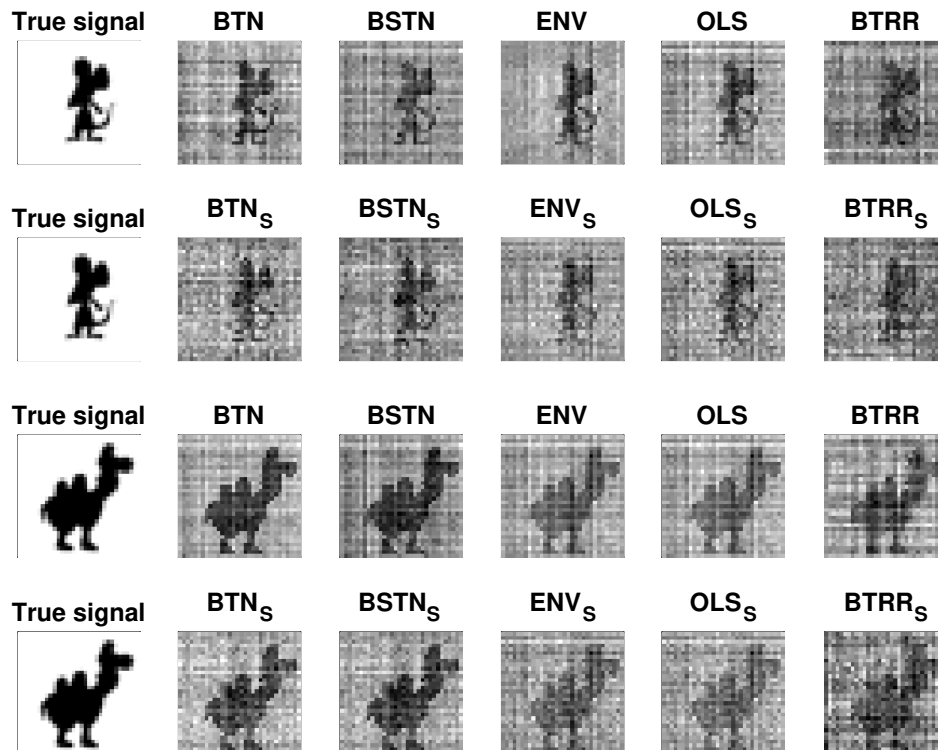 True signal BTN BSTN ENV OLS BTRR
True signal BTN_S BSTN_S ENV_S OLS_S BTRR_S
True signal BTN BSTN ENV OLS BTRR
True signal BTN_S BSTN_S ENV_S OLS_S BTRR_S